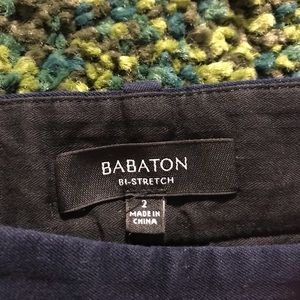 BABATON
BI-STRETCH
2
MADE IN
CHINA